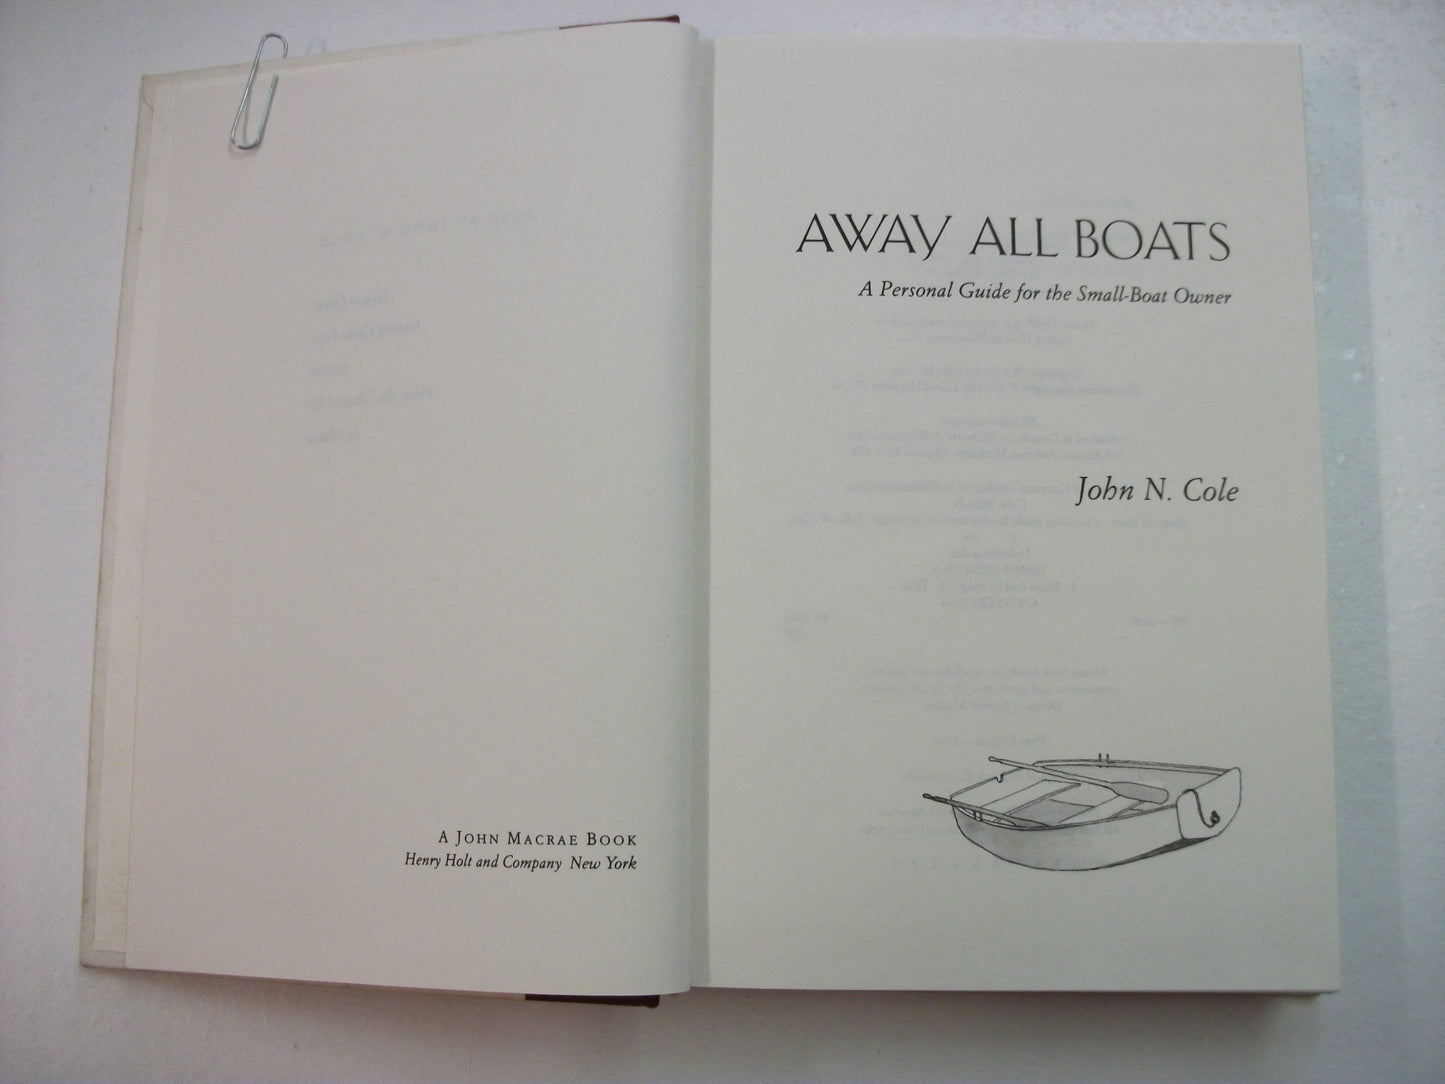 A JOHN MACRAE BOOK
Henry Holt and Company New York
AWAY ALL BOATS
A Personal Guide for the Small-Boat Owner
John N. Cole